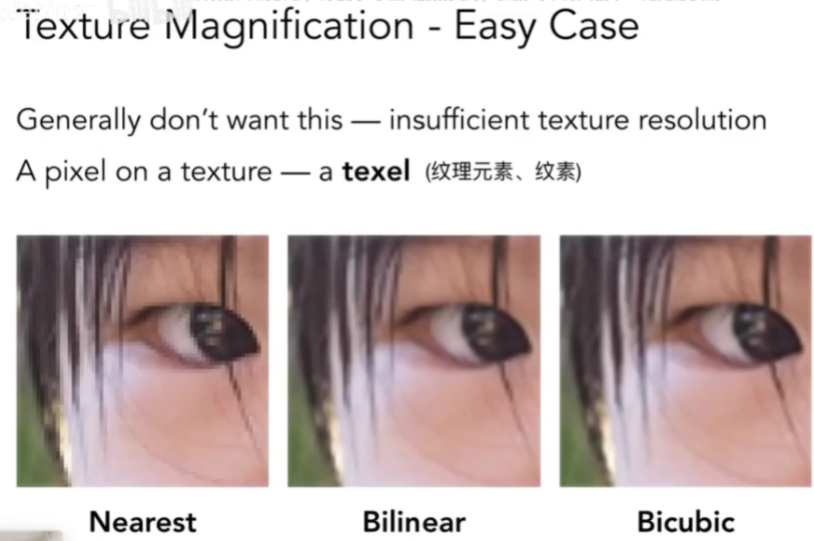 Texture Magnification - Easy Case
Generally don't want this — insufficient texture resolution
A pixel on a texture — a texel (纹理元素、纹素)
Nearest
Bilinear
Bicubic